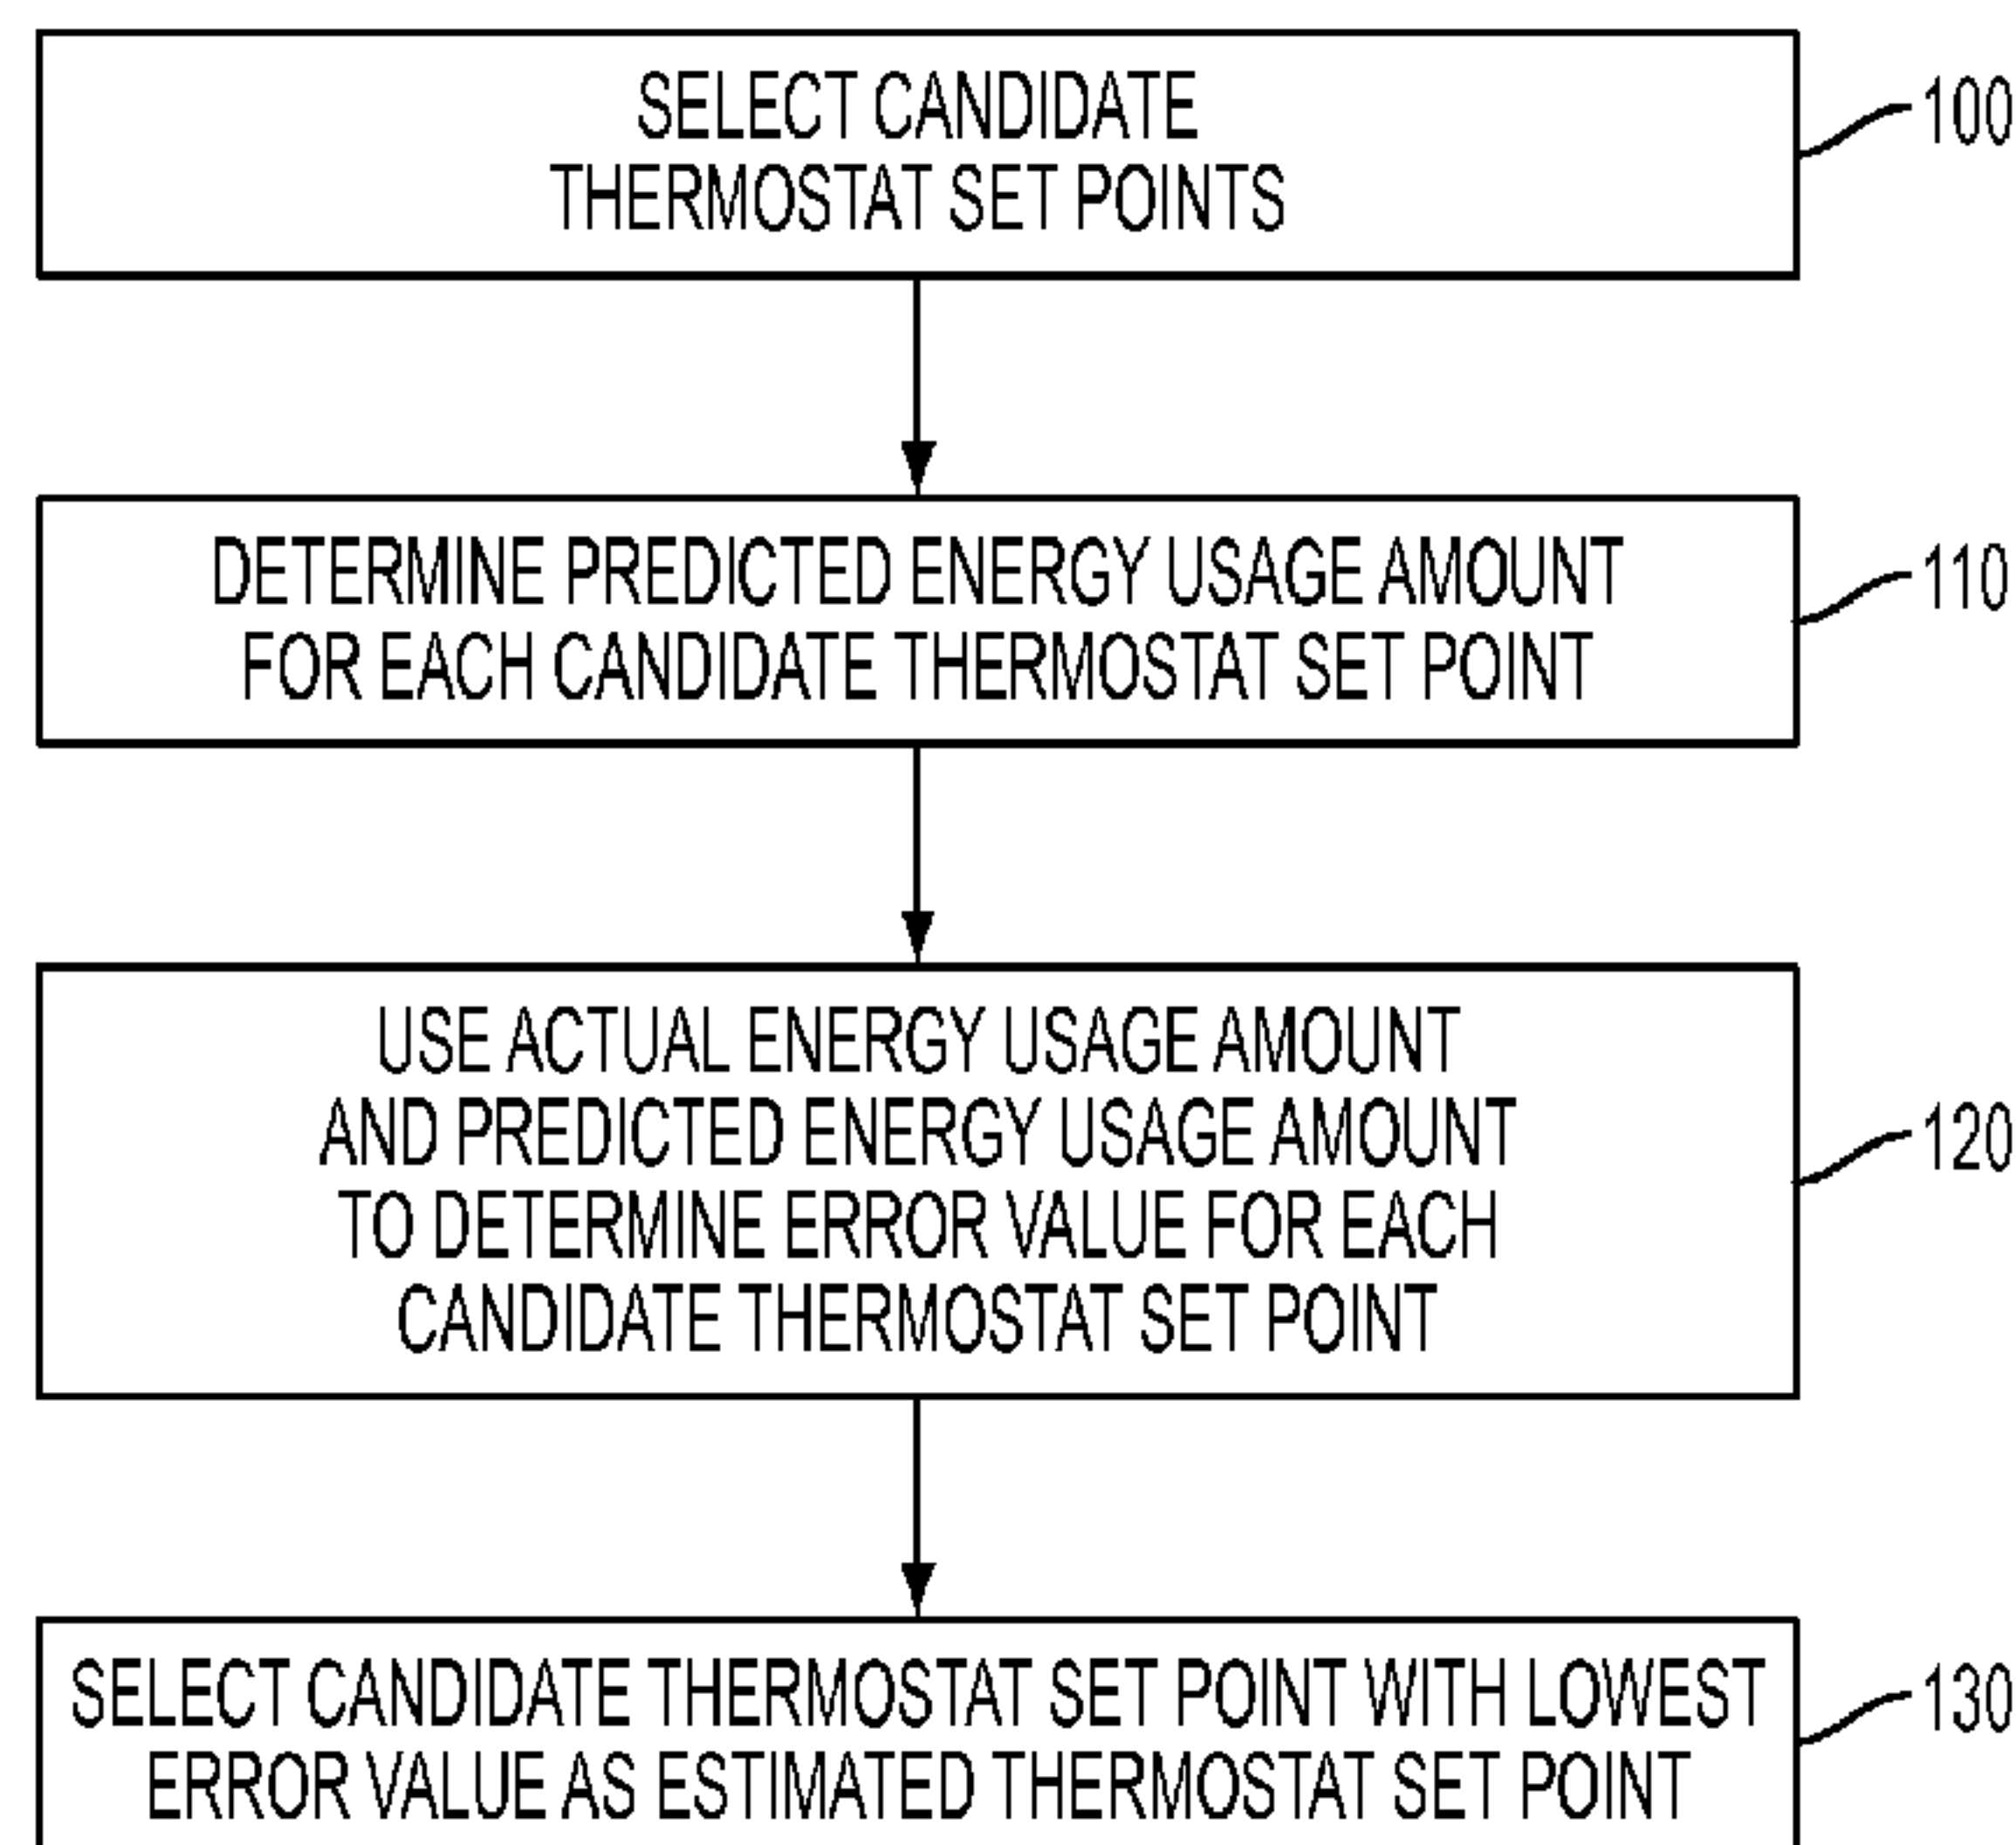 SELECT CANDIDATE
THERMOSTAT SET POINTS
100
DETERMINE PREDICTED ENERGY USAGE AMOUNT
FOR EACH CANDIDATE THERMOSTAT SET POINT
110
USE ACTUAL ENERGY USAGE AMOUNT
AND PREDICTED ENERGY USAGE AMOUNT
TO DETERMINE ERROR VALUE FOR EACH
CANDIDATE THERMOSTAT SET POINT
120
SELECT CANDIDATE THERMOSTAT SET POINT WITH LOWEST
ERROR VALUE AS ESTIMATED THERMOSTAT SET POINT
130